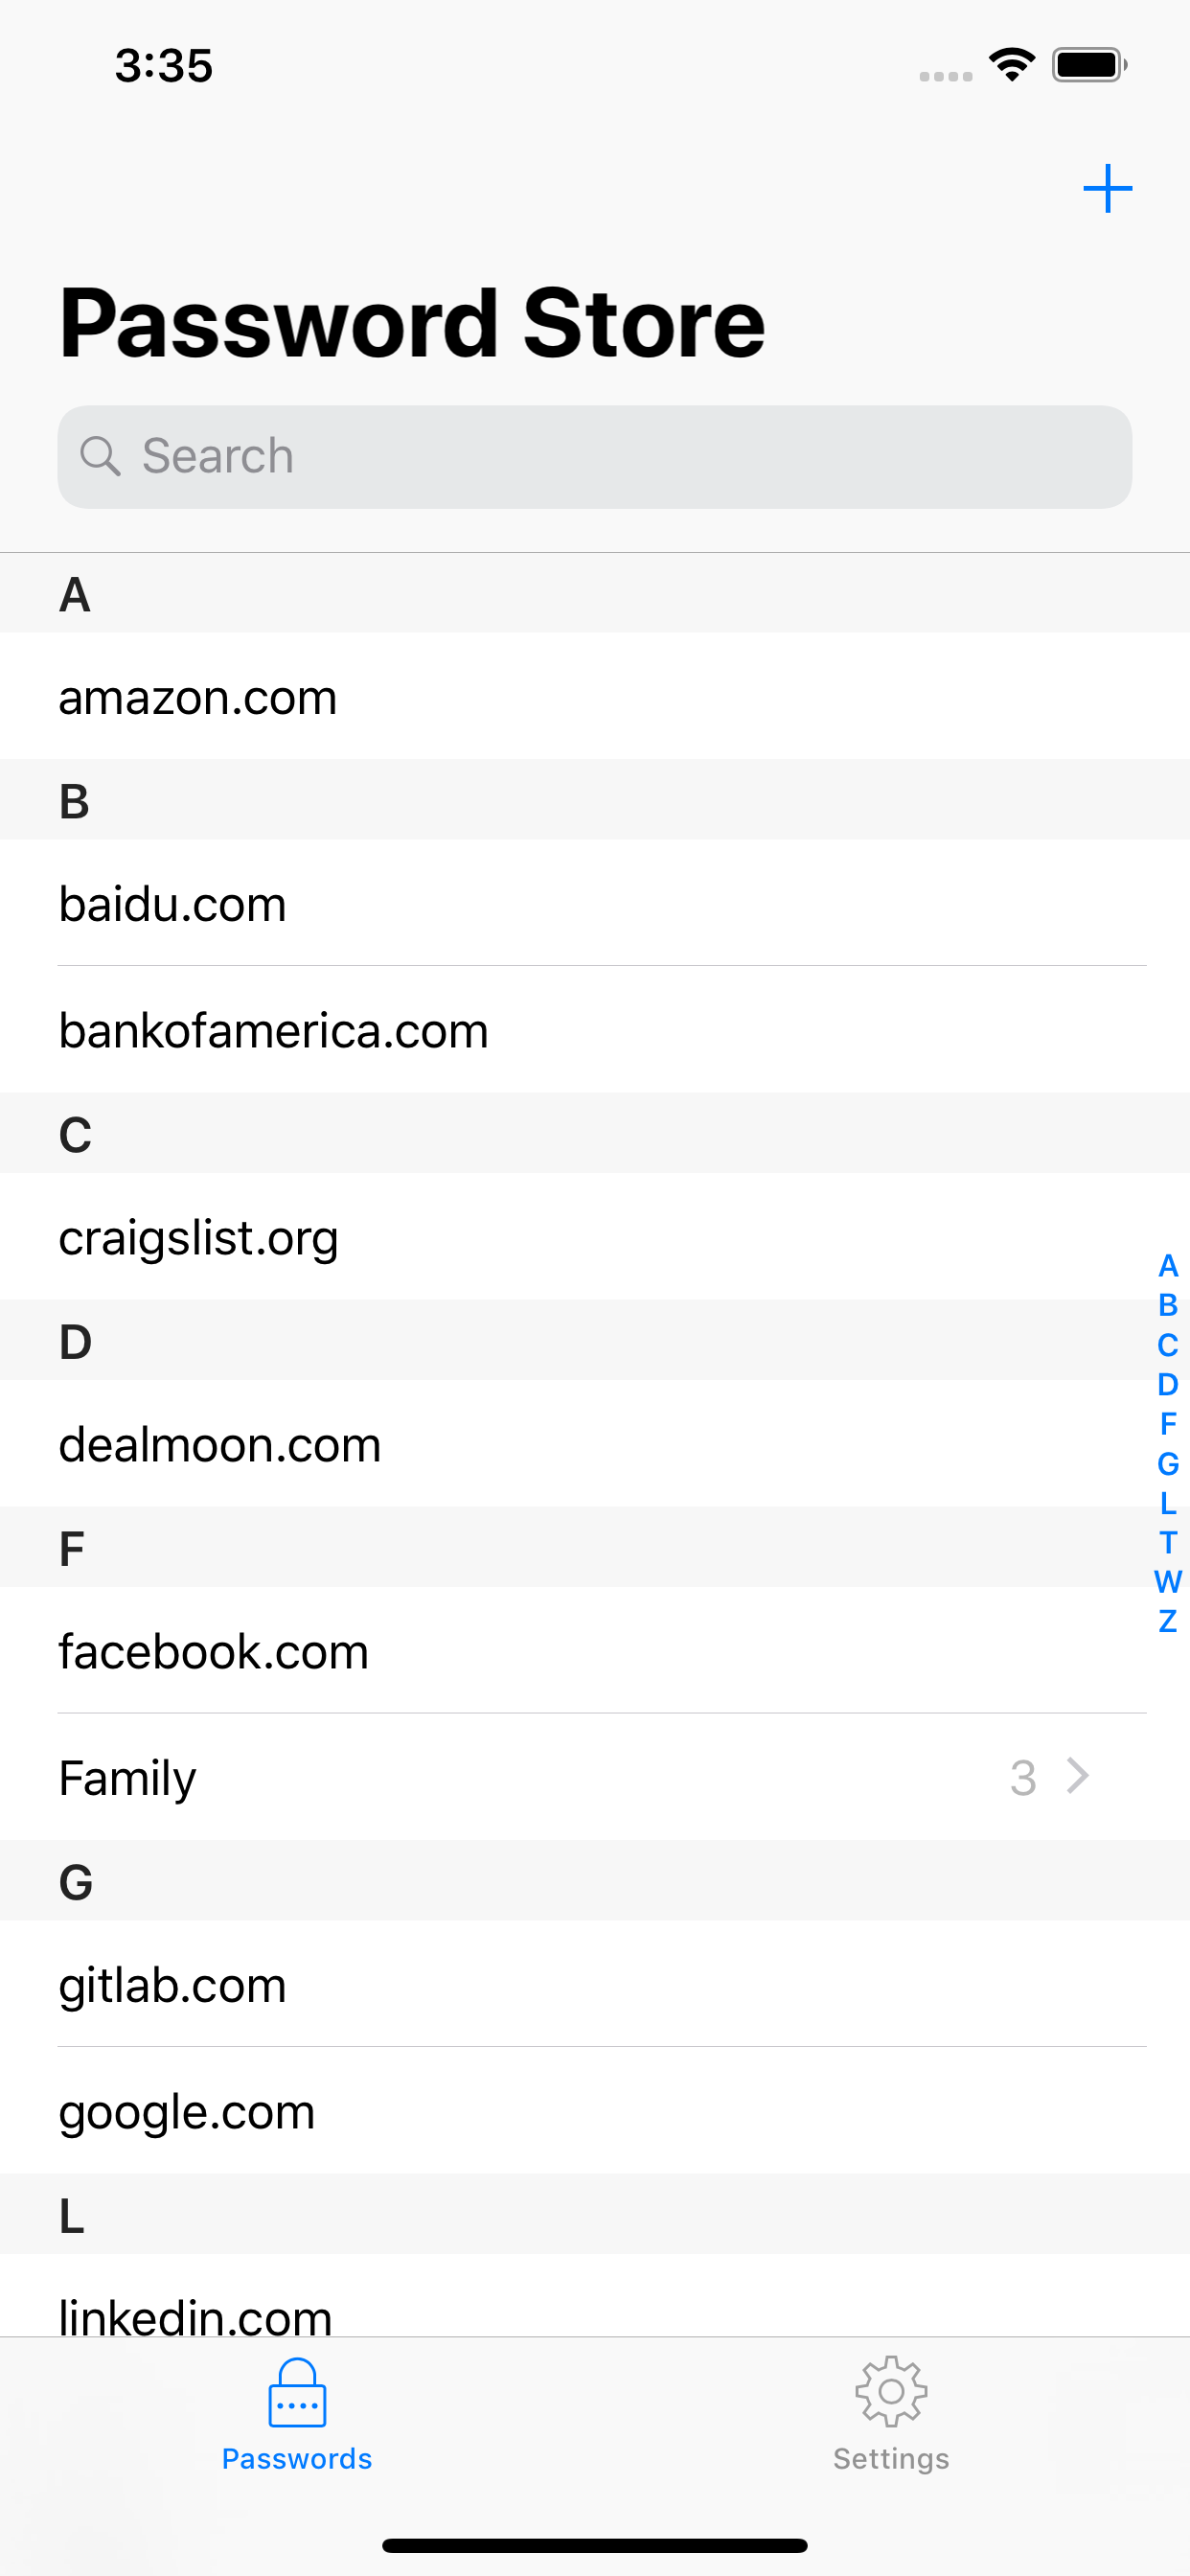 3:35
Password Store
Search
A
amazon.com
B
baidu.com
bankofamerica.com
C
craigslist.org
D
dealmoon.com
F
facebook.com
Family 3
G
gitlab.com
google.com
L
linkedin.com
A
B
C
D
F
G
L
T
W
Z
Passwords
Settings